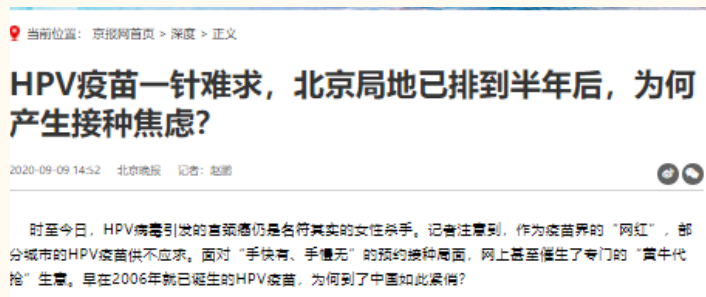 当前位置： 京报网首页 > 深度 > 正义
HPV疫苗一针难求，北京局地已排到半年后，为何
产生接种焦虑？
2020-09-09 14:52 北京晚报 记者：赵鹏
时至今日，HPV病毒引发的宫颈癌仍是名符其实的女性杀手。记者注意到，作为疫苗界的“网红”，部
分城市的HPV疫苗供不应求。面对“手快有、手慢无”的预约接种局面，网上甚至催生了专门的“黄牛代
抢”生意。早在2006年就已诞生的HPV疫苗，为何到了中国如此紧俏？